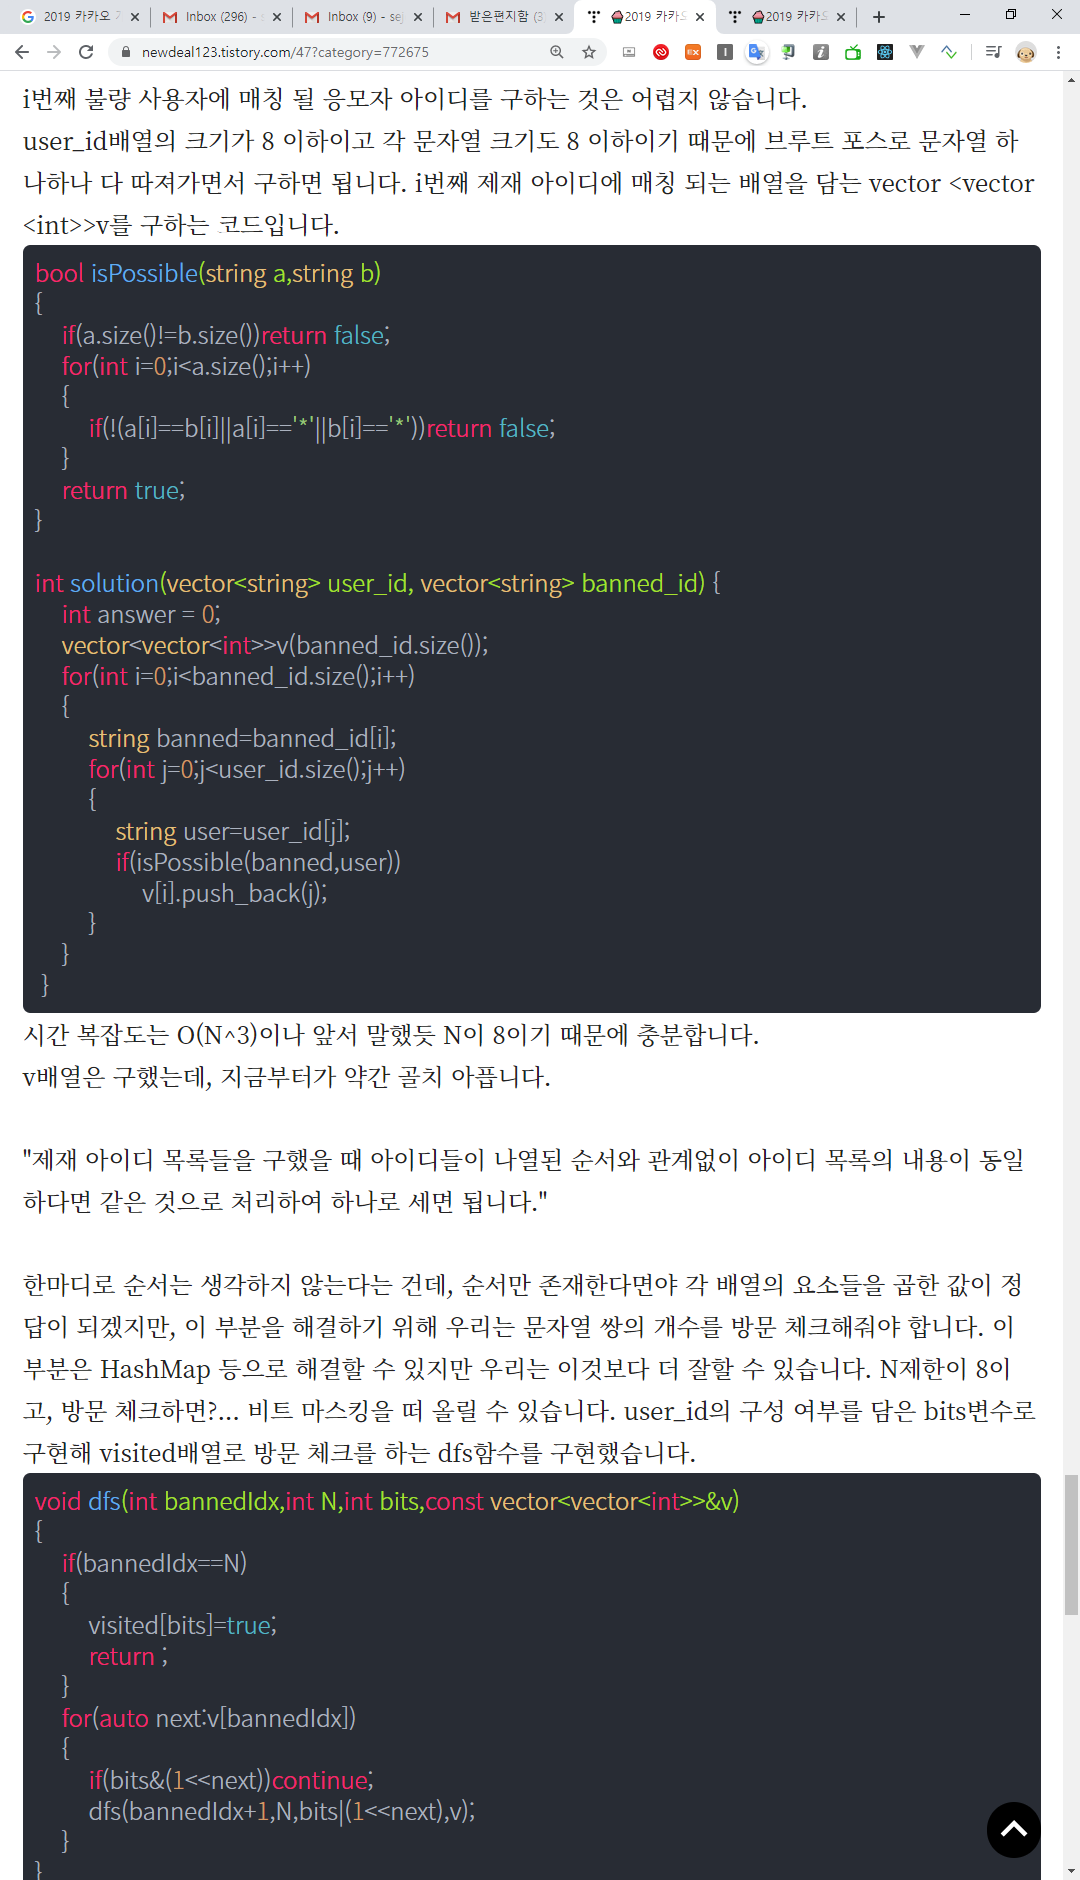 2019 카카오
Inbox (296) -
Inbox (9) - se
받은편지함 (3
2019 카카오
2019 카카오
newdeal123.tistory.com/47?category=772675
i번째 불량 사용자에 매칭 될 응모자 아이디를 구하는 것은 어렵지 않습니다.
user_id배열의 크기가 8 이하이고 각 문자열 크기도 8 이하이기 때문에 브루트 포스로 문자열 하
나하나 다 따져가면서 구하면 됩니다. i번째 제재 아이디에 매칭 되는 배열을 담는 vector <vector
<int>>v를 구하는 코드입니다.
bool isPossible(string a,string b)
{
if(a.size()!=b.size())return false;
for(int i=0;i<a.size();i++)
{
if(!(a[i]==b[i]||a[i]=='*'||b[i]=='*'))return false;
}
return true;
}
int solution(vector<string> user_id, vector<string> banned_id) {
int answer = 0;
vector<vector<int>>v(banned_id.size());
for(int i=0;i<banned_id.size();i++)
{
string banned=banned_id[i];
for(int j=0;j<user_id.size();j++)
{
string user=user_id[j];
if(isPossible(banned,user))
v[i].push_back(j);
}
}
}
시간 복잡도는 O(N^3)이나 앞서 말했듯 N이 8이기 때문에 충분합니다.
v배열은 구했는데, 지금부터가 약간 골치 아픕니다.
"제재 아이디 목록들을 구했을 때 아이디들이 나열된 순서와 관계없이 아이디 목록의 내용이 동일
하다면 같은 것으로 처리하여 하나로 세면 됩니다."
한마디로 순서는 생각하지 않는다는 건데, 순서만 존재한다면야 각 배열의 요소들을 곱한 값이 정
답이 되겠지만, 이 부분을 해결하기 위해 우리는 문자열 쌍의 개수를 방문 체크해줘야 합니다. 이
부분은 HashMap 등으로 해결할 수 있지만 우리는 이것보다 더 잘할 수 있습니다. N제한이 8이
고, 방문 체크하면?... 비트 마스킹을 떠 올릴 수 있습니다. user_id의 구성 여부를 담은 bits변수로
구현해 visited배열로 방문 체크를 하는 dfs함수를 구현했습니다.
void dfs(int bannedIdx,int N,int bits,const vector<vector<int>>&v)
{
if(bannedIdx==N)
{
visited[bits]=true;
return ;
}
for(auto next:v[bannedIdx])
{
if(bits&(1<<next))continue;
dfs(bannedIdx+1,N,bits|(1<<next),v);
}
}